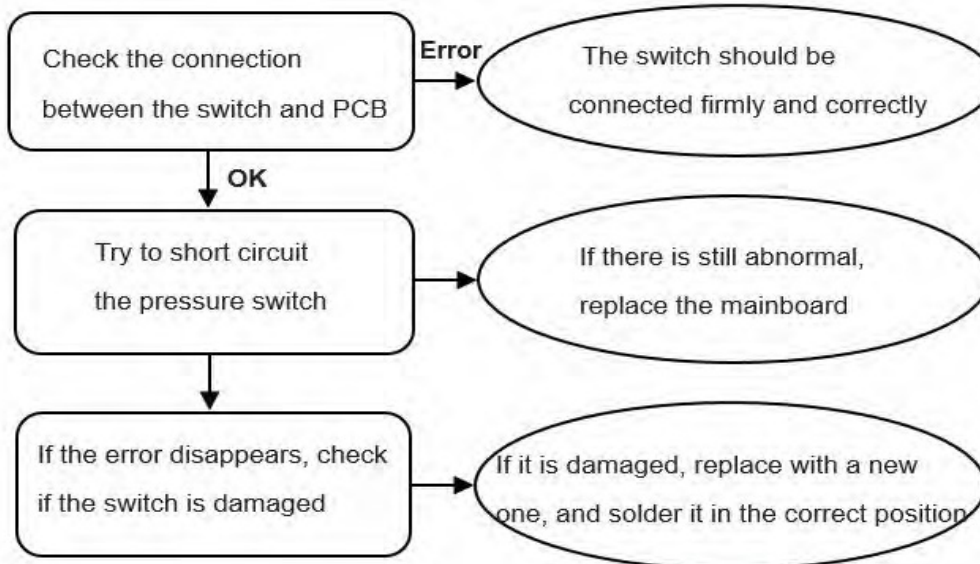 Check the connection
between the switch and PCB
Error
The switch should be
connected firmly and correctly
OK
Try to short circuit
the pressure switch
If there is still abnormal,
replace the mainboard
If the error disappears, check
if the switch is damaged
If it is damaged, replace with a new
one, and solder it in the correct position